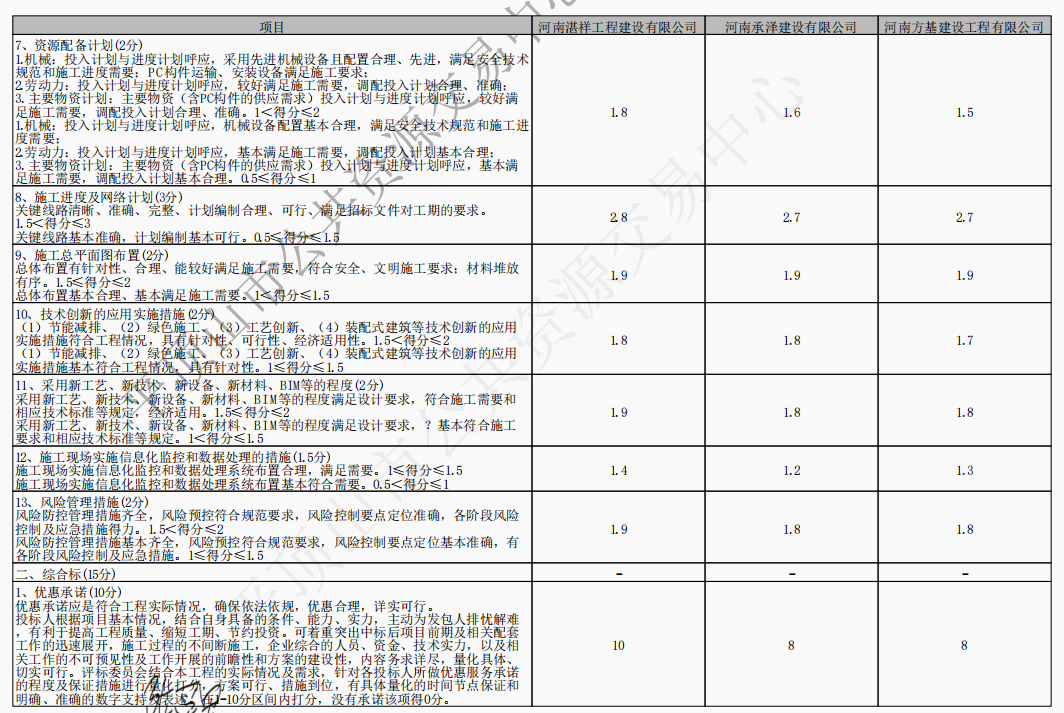 项目 河南湛祥工程建设有限公司 河南承泽建设有限公司 河南方基建设工程有限公司
7、资源配备计划(2分)
1.机械：投入计划与进度计划呼应，采用先进机械设备且配置合理、先进，满足安全技术
规范和施工进度需要；PC构件运输、安装设备满足施工要求；
2.劳动力：投入计划与进度计划呼应，较好满足施工需要，调配投入计划合理、准确；
3.主要物资计划：主要物资（含PC构件的供应需求）投入计划与进度计划呼应，较好满
足施工需要，调配投入计划合理、准确。1＜得分≤2
1.机械：投入计划与进度计划呼应，机械设备配置基本合理，满足安全技术规范和施工进
度需要；
2.劳动力：投入计划与进度计划呼应，基本满足施工需要，调配投入计划基本合理；
3.主要物资计划：主要物资（含PC构件的供应需求）投入计划与进度计划呼应，基本满
足施工需要，调配投入计划基本合理。0.5≤得分≤1
1.8 1.6 1.5
8、施工进度及网络计划(3分)
关键线路清晰、准确、完整、计划编制合理、可行、满足招标文件对工期的要求。
1.5＜得分≤3
关键线路基本准确，计划编制基本可行。0.5≤得分≤1.5
2.8 2.7 2.7
9、施工总平面图布置(2分)
总体布置有针对性、合理、能较好满足施工需要，符合安全、文明施工要求；材料堆放
有序。1.5≤得分≤2
总体布置基本合理、基本满足施工需要。1≤得分≤1.5
1.9 1.9 1.9
10、技术创新的应用实施措施(2分)
（1）节能减排、（2）绿色施工、（3）工艺创新、（4）装配式建筑等技术创新的应用
实施措施符合工程情况，具有针对性、可行性、经济适用性。1.5＜得分≤2
（1）节能减排、（2）绿色施工、（3）工艺创新、（4）装配式建筑等技术创新的应用
实施措施基本符合工程情况，具有针对性。1≤得分≤1.5
1.8 1.8 1.7
11、采用新工艺、新技术、新设备、新材料、BIM等的程度(2分)
采用新工艺、新技术、新设备、新材料、BIM等的程度满足设计要求，符合施工需要和
相应技术标准等规定，经济适用。1.5≤得分≤2
采用新工艺、新技术、新设备、新材料、BIM等的程度满足设计要求，？基本符合施工
要求和相应技术标准等规定。1＜得分≤1.5
1.9 1.8 1.8
12、施工现场实施信息化监控和数据处理的措施(1.5分)
施工现场实施信息化监控和数据处理系统布置合理，满足需要。1≤得分≤1.5
施工现场实施信息化监控和数据处理系统布置基本符合需要。0.5＜得分≤1
1.4 1.2 1.3
13、风险管理措施(2分)
风险防控管理措施齐全，风险预控符合规范要求，风险控制要点定位准确，各阶段风险
控制及应急措施得力。1.5＜得分≤2
风险防控管理措施基本齐全，风险预控符合规范要求，风险控制要点定位基本准确，有
各阶段风险控制及应急措施。1≤得分≤1.5
1.9 1.8 1.8
二、综合标(15分) - - -
1、优惠承诺(10分)
优惠承诺应是符合工程实际情况，确保依法依规，优惠合理，详实可行。
投标人根据项目基本情况，结合自身具备的条件、能力、实力，主动为发包人排忧解难
，有利于提高工程质量、缩短工期、节约投资。可着重突出中标后项目前期及相关配套
工作的迅速展开，施工过程的不间断施工，企业综合的人员、资金、技术实力，以及相
关工作的不可预见性及工作开展的前瞻性和方案的建设性，内容务求详尽，量化具体、
切实可行。评标委员会结合本工程的实际情况及需求，针对各投标人所做优惠服务承诺
的程度及保证措施进行量化打分，方案可行、措施到位，有具体量化的时间节点保证和
明确、准确的数字支持或表达，在1-10分区间内打分，没有承诺该项得0分。
10 8 8
平顶山市公共资源交易中心
平顶山市公共资源交易中心